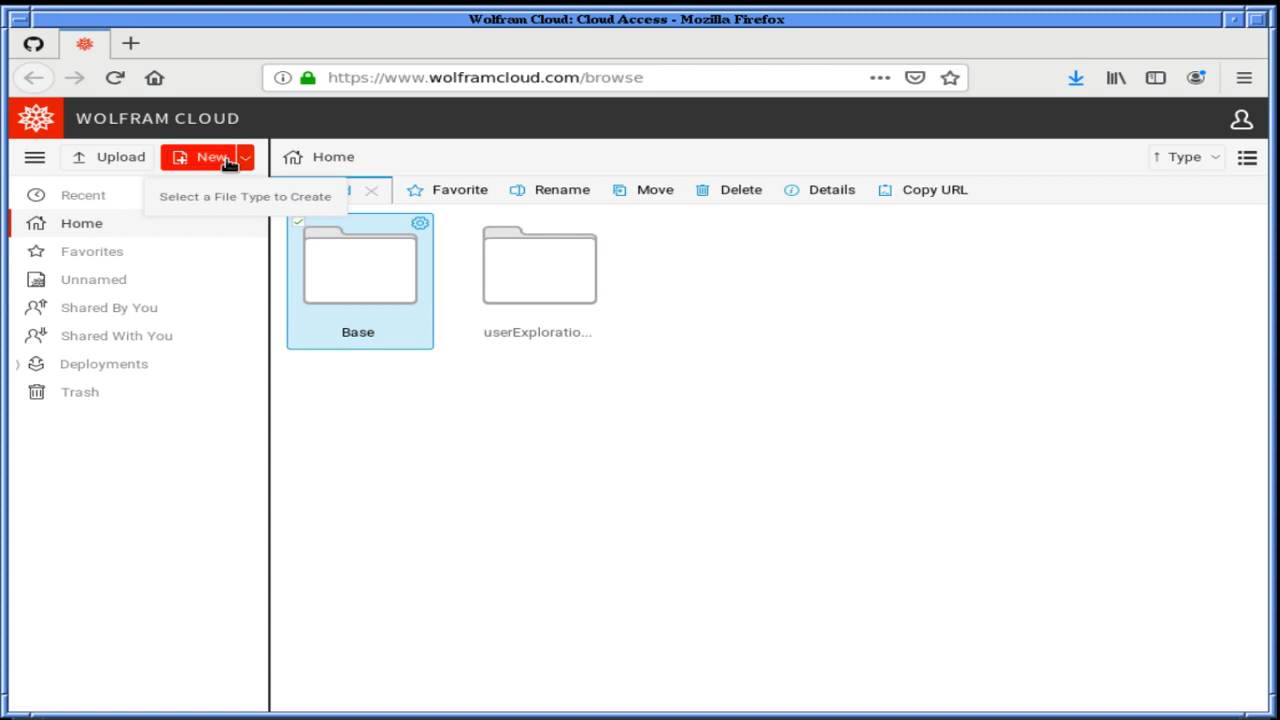 Wolfram Cloud: Cloud Access - Mozilla Firefox
https://www.wolframcloud.com/browse
WOLFRAM CLOUD
Upload
New
Home
Type
Recent
Select a File Type to Create
Favorite
Rename
Move
Delete
Details
Copy URL
Home
Favorites
Unnamed
Shared By You
Shared With You
Deployments
Trash
Base
userExploratio...